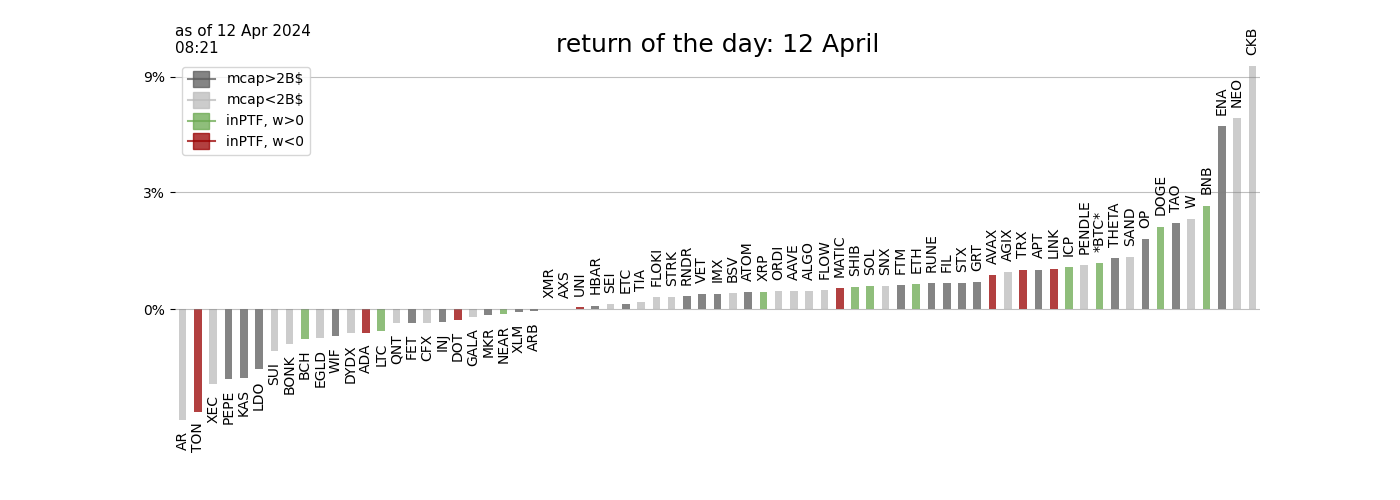 as of 12 Apr 2024
08:21
return of the day: 12 April
9%
3%
0%
mcap>2B$
mcap<2B$
inPTF, w>0
inPTF, w<0
AR
TON
XEC
PEPE
KAS
LDO
SUI
BONK
BCH
EGLD
WIF
DYDX
ADA
LTC
QNT
FET
CFX
INJ
DOT
GALA
MKR
NEAR
XLM
ARB
XMR
AXS
UNI
HBAR
SEI
ETC
TIA
FLOKI
STRK
RNDR
VET
IMX
BSV
ATOM
XRP
ORDI
AAVE
ALGO
FLOW
MATIC
SHIB
SOL
SNX
FTM
ETH
RUNE
FIL
STX
GRT
AVAX
AGIX
TRX
APT
LINK
ICP
PENDLE
*BTC*
THETA
SAND
OP
DOGE
TAO
W
BNB
ENA
NEO
CKB